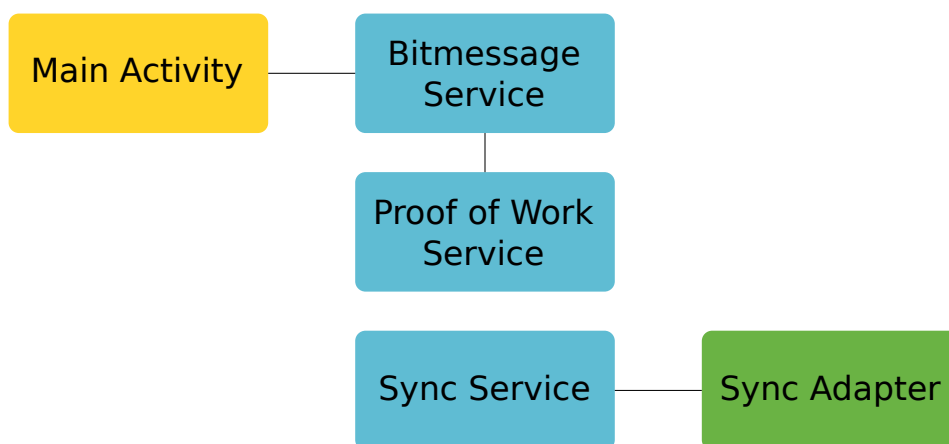 Main Activity
Bitmessage
Service
Proof of Work
Service
Sync Service
Sync Adapter